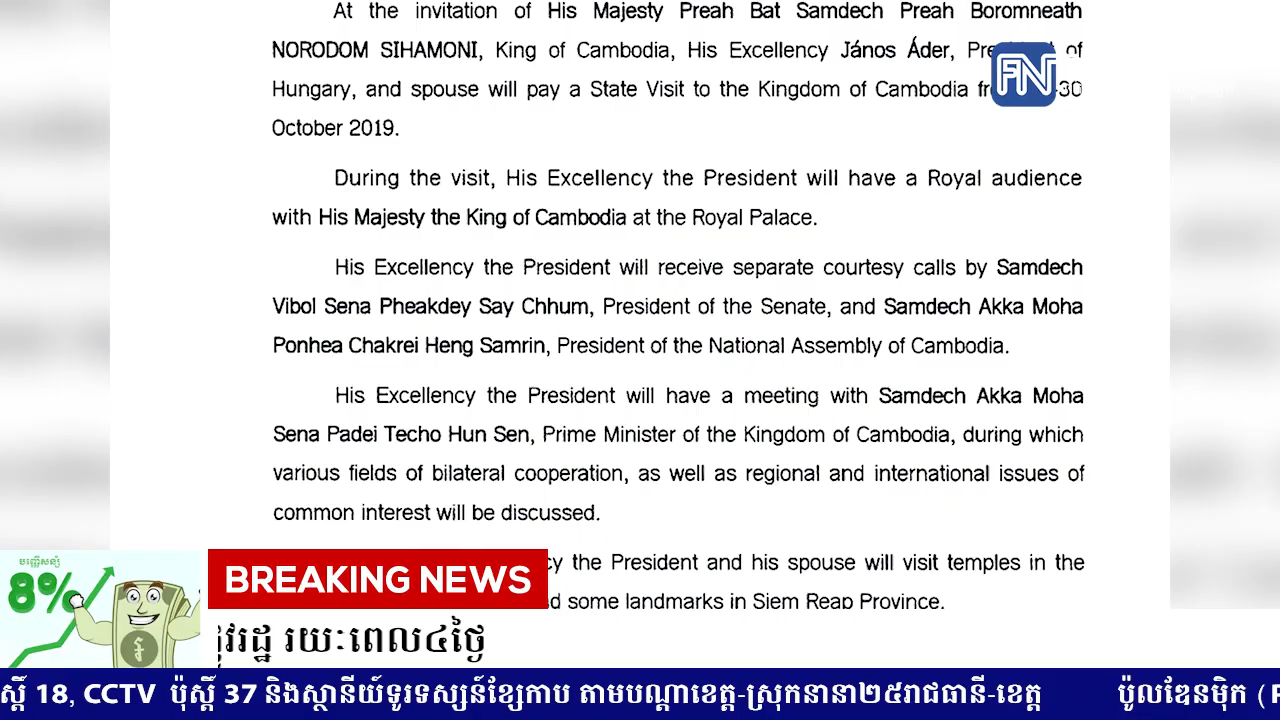 At the invitation of His Majesty Preah Bat Samdech Preah Boromneath
NORODOM SIHAMONI, King of Cambodia, His Excellency János Áder, of
Hungary, and spouse will pay a State Visit to the Kingdom of Cambodia 30
October 2019.
During the visit, His Excellency the President will have a Royal audience
with His Majesty the King of Cambodia at the Royal Palace.
His Excellency the President will receive separate courtesy calls by Samdech
Vibol Sena Pheakdey Say Chhum, President of the Senate, and Samdech Akka Moha
Ponhea Chakrei Heng Samrin, President of the National Assembly of Cambodia.
His Excellency the President will have a meeting with Samdech Akka Moha
Sena Padei Techo Hun Sen, Prime Minister of the Kingdom of Cambodia, during which
various fields of bilateral cooperation, as well as regional and international issues of
common interest will be discussed.
the President and his spouse will visit temples in the
some landmarks in Siem Reap Province.
FN
8%
BREAKING NEWS
រយៈពេល៤ថ្ងៃ
18, CCTV ប៉ុស្តិ៍ 37 និងស្ថានីយ៍ទូរទស្សន៍ខ្សែកាប តាមបណ្តាខេត្ត-ស្រុកនានា២៥រាជធានី-ខេត្ត ប៉ូលឌែនម៉ិក (